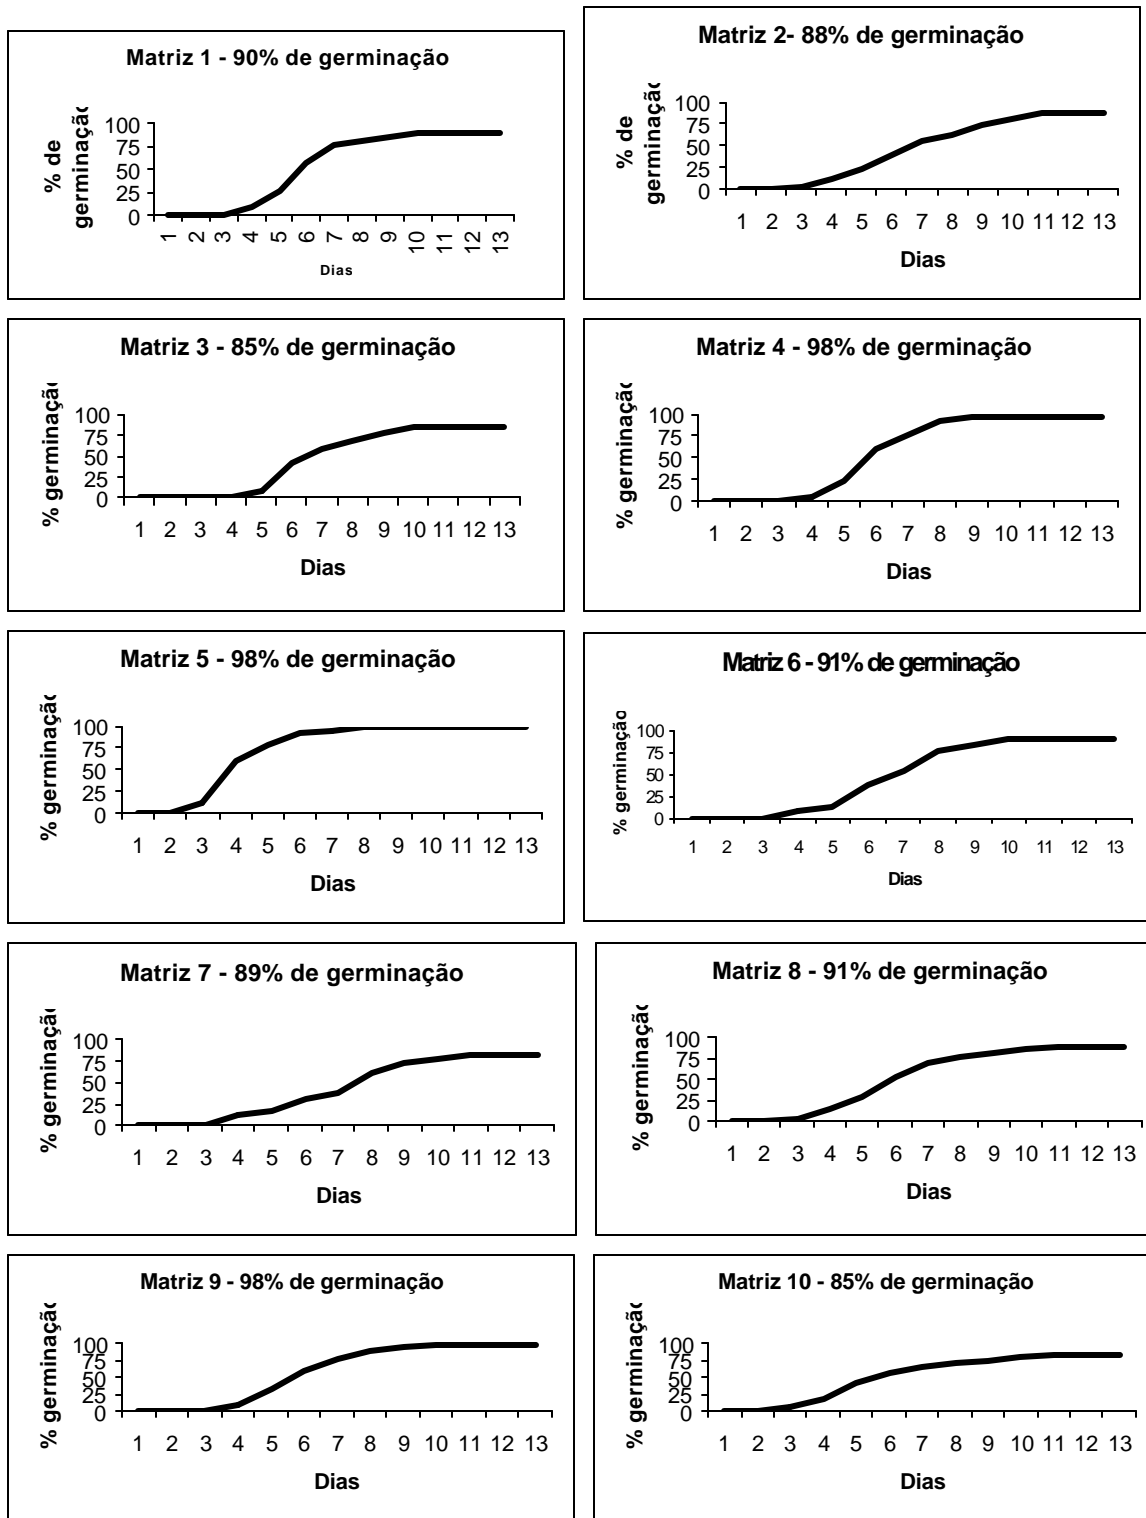 Matriz 1 - 90% de germinação
% de
germinação
100
75
50
25
0
1 2 3 4 5 6 7 8 9 10 11 12 13
Dias
Matriz 2- 88% de germinação
% de
germinação
100
75
50
25
0
1 2 3 4 5 6 7 8 9 10 11 12 13
Dias
Matriz 3 - 85% de germinação
% germinação
100
75
50
25
0
1 2 3 4 5 6 7 8 9 10 11 12 13
Dias
Matriz 4 - 98% de germinação
% germinação
100
75
50
25
0
1 2 3 4 5 6 7 8 9 10 11 12 13
Dias
Matriz 5 - 98% de germinação
% germinação
100
75
50
25
0
1 2 3 4 5 6 7 8 9 10 11 12 13
Dias
Matriz 6 - 91% de germinação
% germinação
100
75
50
25
0
1 2 3 4 5 6 7 8 9 10 11 12 13
Dias
Matriz 7 - 89% de germinação
% germinação
100
75
50
25
0
1 2 3 4 5 6 7 8 9 10 11 12 13
Dias
Matriz 8 - 91% de germinação
% germinação
100
75
50
25
0
1 2 3 4 5 6 7 8 9 10 11 12 13
Dias
Matriz 9 - 98% de germinação
% germinação
100
75
50
25
0
1 2 3 4 5 6 7 8 9 10 11 12 13
Dias
Matriz 10 - 85% de germinação
% germinação
100
75
50
25
0
1 2 3 4 5 6 7 8 9 10 11 12 13
Dias